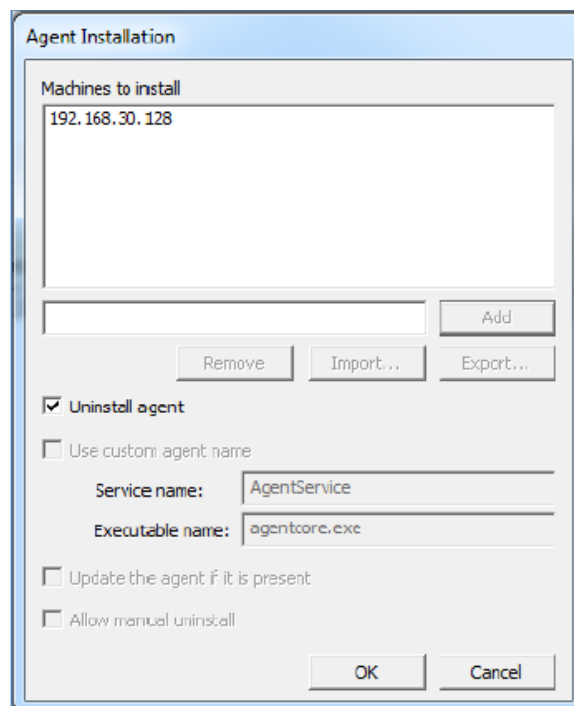 Agent Installation
Machines to install
192.168.30.128
Add
Remove Import... Export...
Uninstall agent
Use custom agent name
Service name: AgentService
Executable name: agentcore.exe
Update the agent if it is present
Allow manual uninstall
OK Cancel